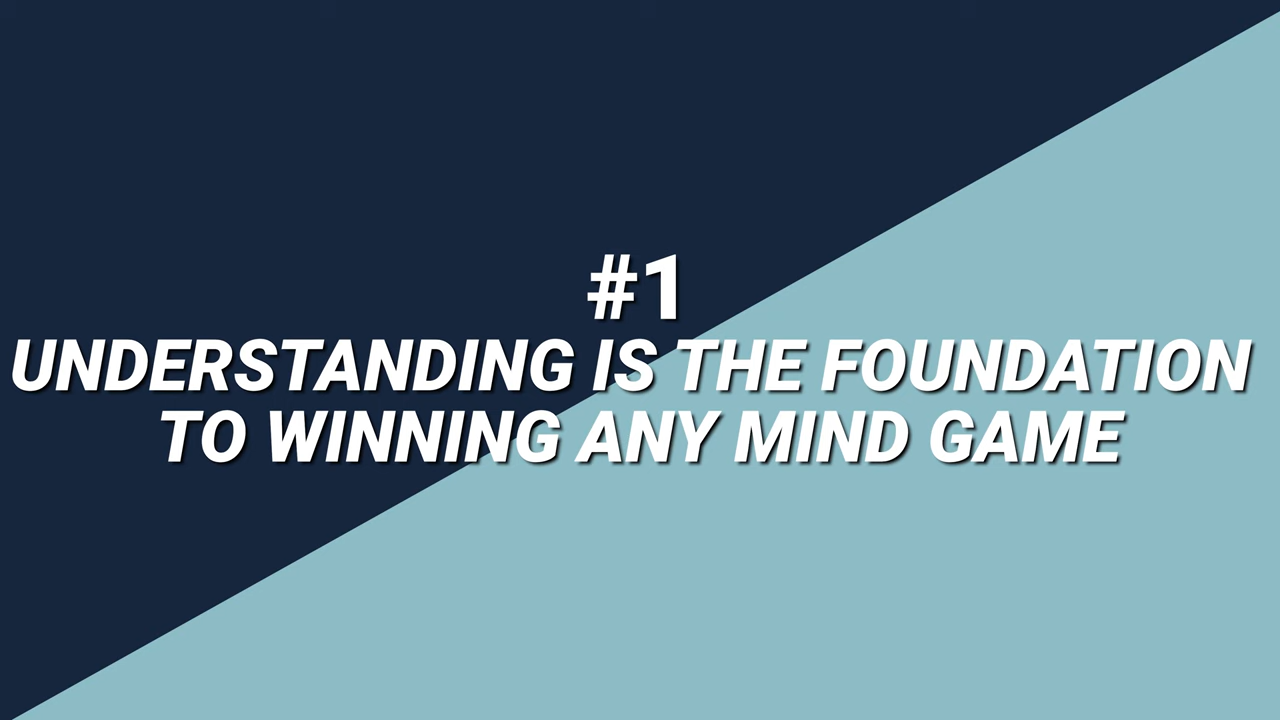 #1
UNDERSTANDING IS THE FOUNDATION
TO WINNING ANY MIND GAME